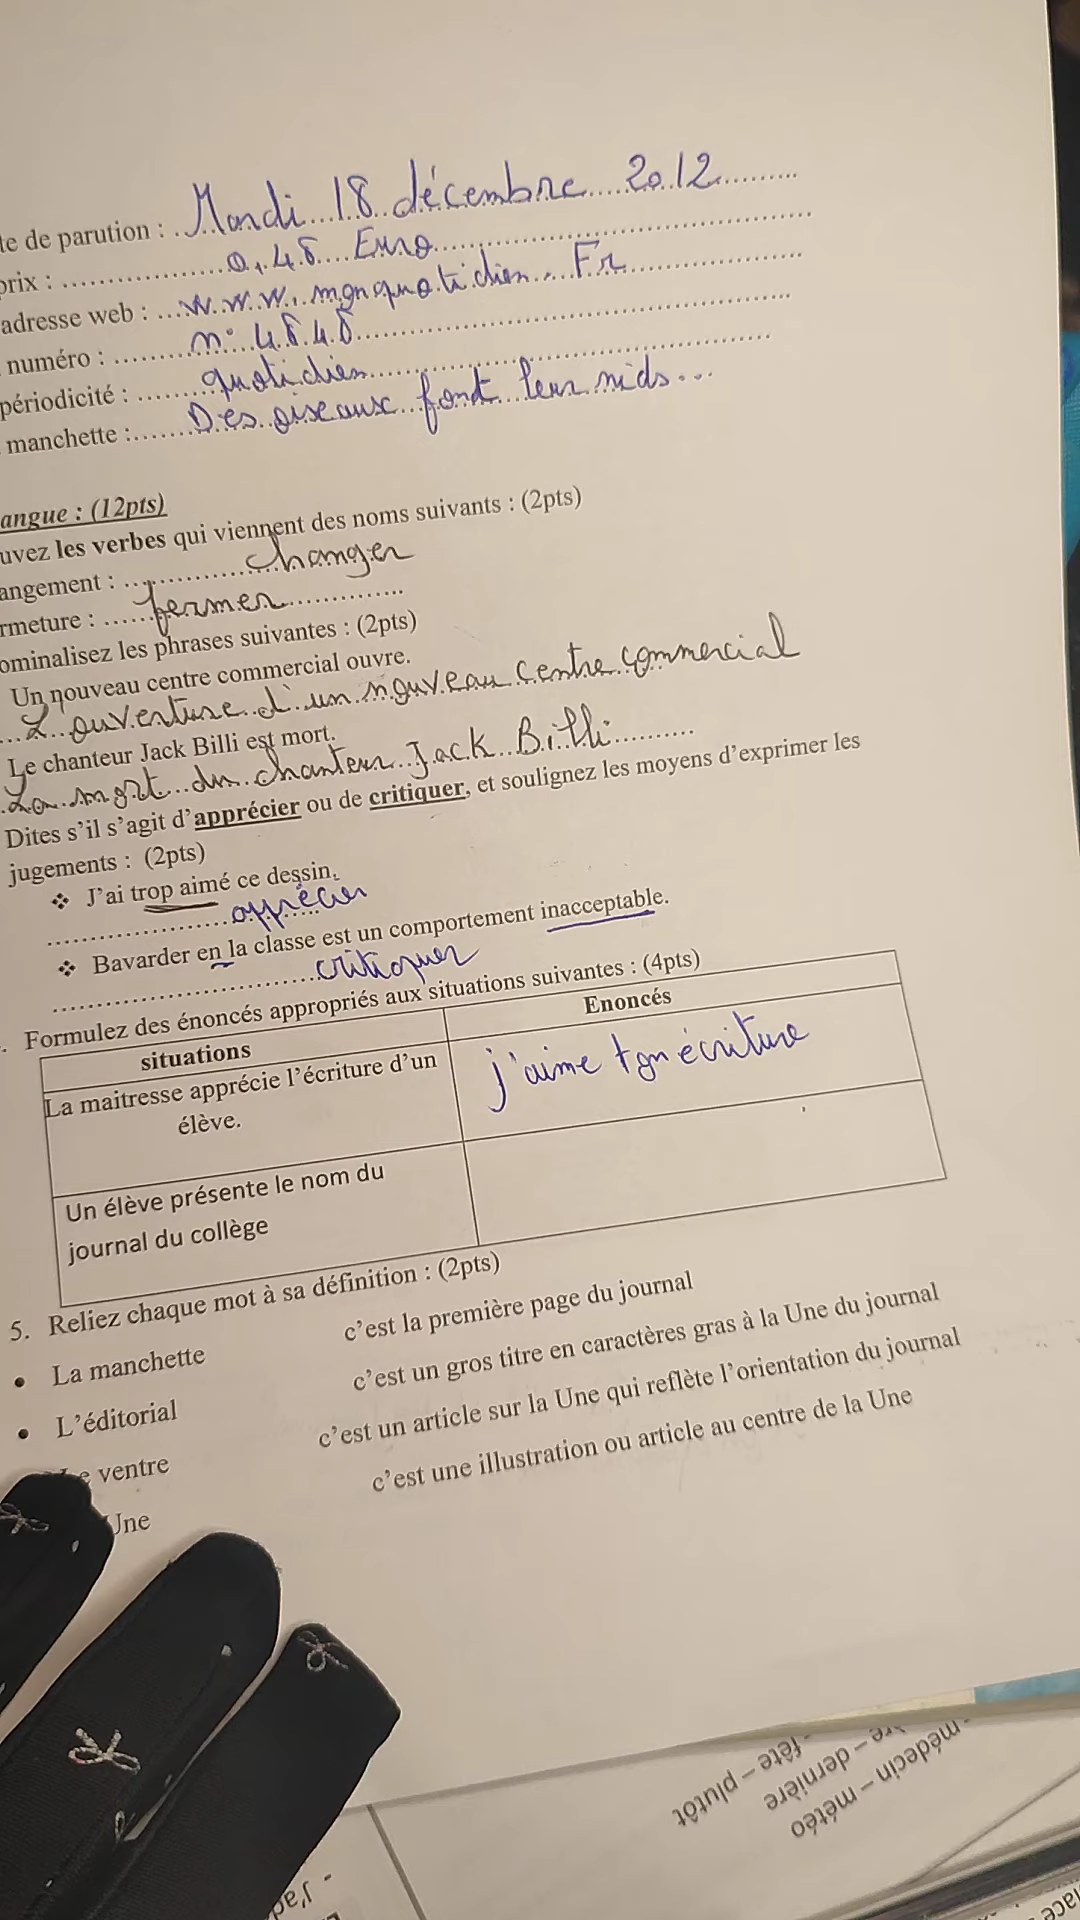 te de parution : Mardi 18 décembre 2012
prix : 0,48 Euro
adresse web : w.w.w. monquotidien. Fr
numéro : n° 4848
périodicité : quotidien
manchette : Des oiseaux font leur nids...
angue : (12pts)
uvez les verbes qui viennent des noms suivants : (2pts)
angement : changer
rmeture : fermer
ominalisez les phrases suivantes : (2pts)
Un nouveau centre commercial ouvre.
L'ouverture d'un nouveau centre commercial
Le chanteur Jack Billi est mort.
La mort du chanteur Jack Billi
Dites s'il s'agit d'apprécier ou de critiquer, et soulignez les moyens d'exprimer les
jugements : (2pts)
❖ J'ai trop aimé ce dessin.
apprécier
❖ Bavarder en la classe est un comportement inacceptable.
critiquer
. Formulez des énoncés appropriés aux situations suivantes : (4pts)
situations
Enoncés
La maitresse apprécie l'écriture d'un
élève.
j'aime ton écriture
Un élève présente le nom du
journal du collège
5. Reliez chaque mot à sa définition : (2pts)
• La manchette
c'est la première page du journal
• L'éditorial
c'est un gros titre en caractères gras à la Une du journal
e ventre
c'est un article sur la Une qui reflète l'orientation du journal
Une
c'est une illustration ou article au centre de la Une
médecin – météo
re – dernière
- fête – plutôt